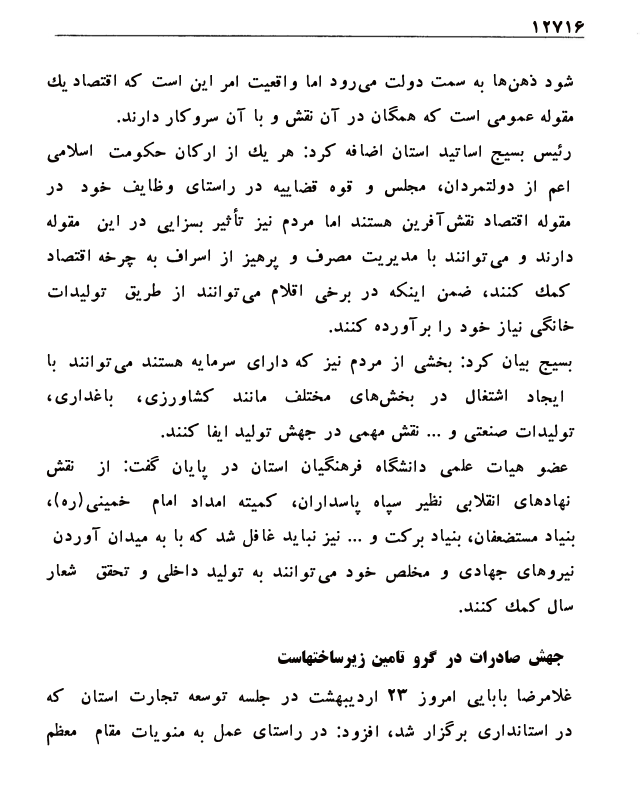 ۱۲۷۱۶
شود ذهن‌ها به سمت دولت می‌رود اما واقعیت امر این است که اقتصاد یك
مقوله عمومی است که همگان در آن نقش و با آن سروکار دارند.
رئیس بسیج اساتید استان اضافه کرد: هر یك از ارکان حکومت اسلامی
اعم از دولتمردان، مجلس و قوه قضاییه در راستای وظایف خود در
مقوله اقتصاد نقش‌آفرین هستند اما مردم نیز تأثیر بسزایی در این مقوله
دارند و می‌توانند با مدیریت مصرف و پرهیز از اسراف به چرخه اقتصاد
کمك کنند، ضمن اینکه در برخی اقلام می‌توانند از طریق تولیدات
خانگی نیاز خود را برآورده کنند.
بسیج بیان کرد: بخشی از مردم نیز که دارای سرمایه هستند می‌توانند با
ایجاد اشتغال در بخش‌های مختلف مانند کشاورزی، باغداری،
تولیدات صنعتی و ... نقش مهمی در جهش تولید ایفا کنند.
عضو هیات علمی دانشگاه فرهنگیان استان در پایان گفت: از نقش
نهادهای انقلابی نظیر سپاه پاسداران، کمیته امداد امام خمینی(ره)،
بنیاد مستضعفان، بنیاد برکت و ... نیز نباید غافل شد که با به میدان آوردن
نیروهای جهادی و مخلص خود می‌توانند به تولید داخلی و تحقق شعار
سال کمك کنند.
جهش صادرات در گرو تامین زیرساختهاست
غلامرضا بابایی امروز ۲۳ اردیبهشت در جلسه توسعه تجارت استان که
در استانداری برگزار شد، افزود: در راستای عمل به منویات مقام معظم